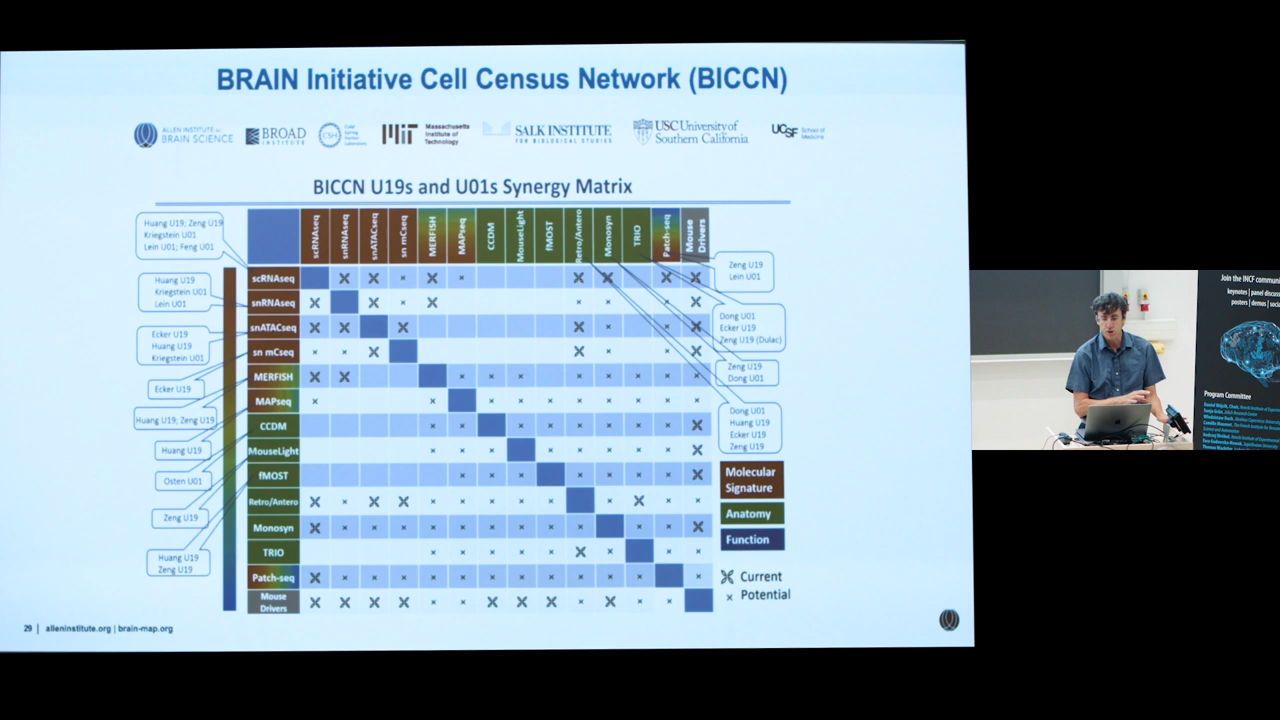 BRAIN Initiative Cell Census Network (BICCN)
ALLEN INSTITUTE for
BRAIN SCIENCE
BROAD
INSTITUTE
CSH
Cold
Spring
Harbor
Laboratory
MIT
Massachusetts
Institute of
Technology
SALK INSTITUTE
FOR BIOLOGICAL STUDIES
USC University of
Southern California
UCSF School of
Medicine
BICCN U19s and U01s Synergy Matrix
scRNAseq snRNAseq snATACseq sn mCseq MERFISH MAPseq CCDM MouseLight fMOST Retro/Antero Monosyn TRIO Patch-seq Mouse Drivers
Huang U19; Zeng U19
Kriegstein U01
Lein U01; Feng U01
Huang U19
Kriegstein U01
Lein U01
Ecker U19
Huang U19
Kriegstein U01
Ecker U19
Huang U19; Zeng U19
Huang U19
Osten U01
Zeng U19
Huang U19
Zeng U19
scRNAseq
snRNAseq
snATACseq
sn mCseq
MERFISH
MAPseq
CCDM
MouseLight
fMOST
Retro/Antero
Monosyn
TRIO
Patch-seq
Mouse
Drivers
Zeng U19
Lein U01
Dong U01
Ecker U19
Zeng U19 (Dulac)
Zeng U19
Dong U01
Dong U01
Huang U19
Ecker U19
Zeng U19
Molecular
Signature
Anatomy
Function
Current
Potential
29 | alleninstitute.org | brain-map.org
Join the INCF communi
keynotes | panel discuss
posters | demos | socia
Program Committee